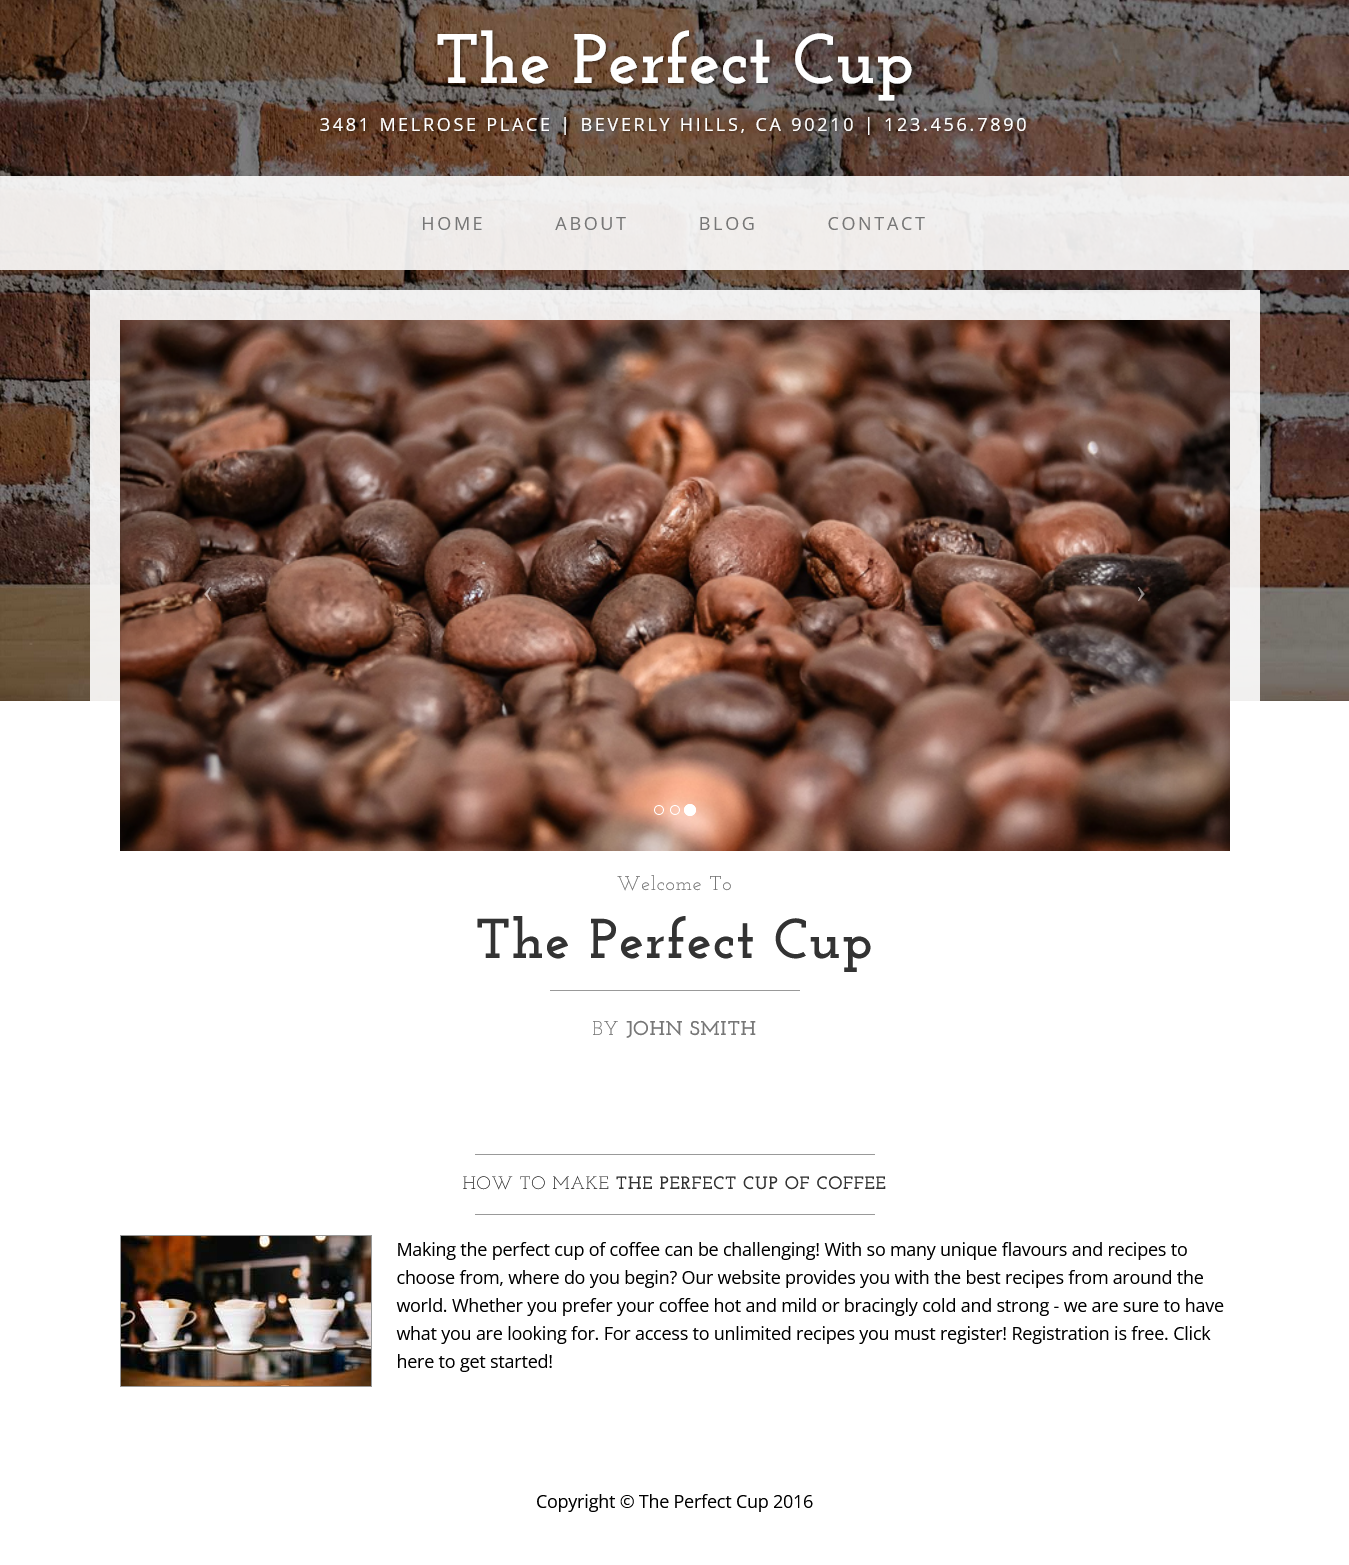 The Perfect Cup
3481 MELROSE PLACE | BEVERLY HILLS, CA 90210 | 123.456.7890
HOME ABOUT BLOG CONTACT
Welcome To
The Perfect Cup
BY JOHN SMITH
HOW TO MAKE THE PERFECT CUP OF COFFEE
Making the perfect cup of coffee can be challenging! With so many unique flavours and recipes to
choose from, where do you begin? Our website provides you with the best recipes from around the
world. Whether you prefer your coffee hot and mild or bracingly cold and strong - we are sure to have
what you are looking for. For access to unlimited recipes you must register! Registration is free. Click
here to get started!
Copyright © The Perfect Cup 2016